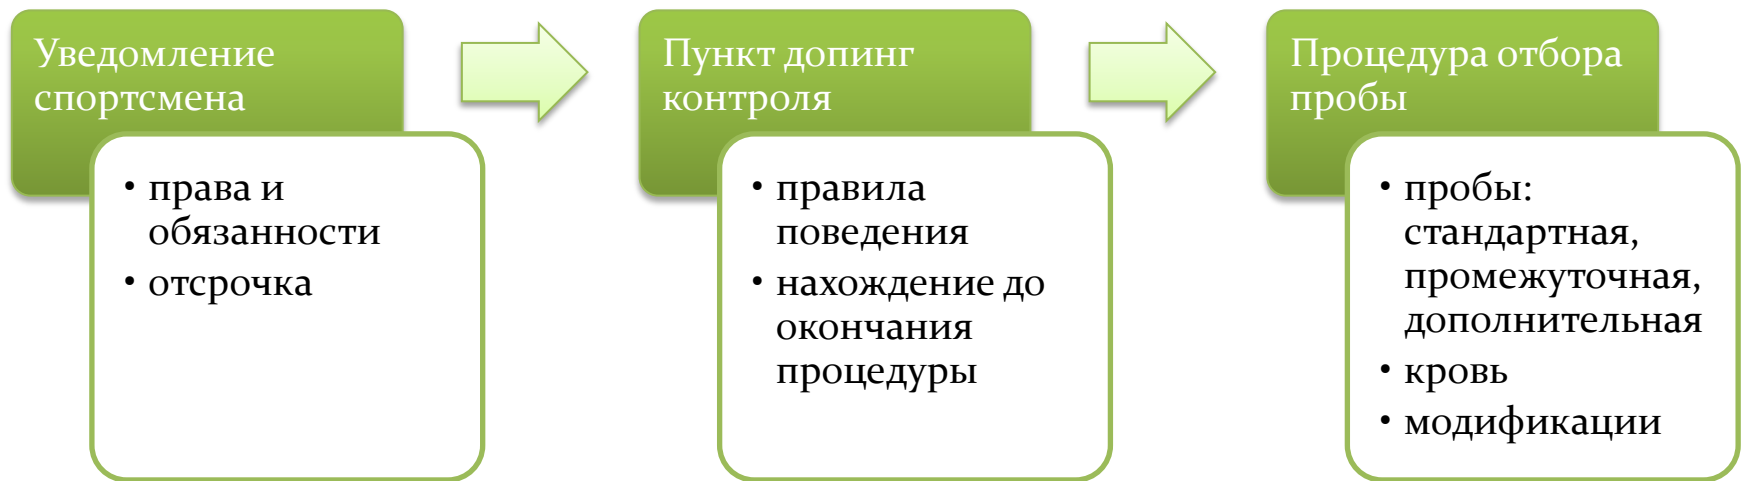 Уведомление
спортсмена
• права и
обязанности
• отсрочка
Пункт допинг
контроля
• правила
поведения
• нахождение до
окончания
процедуры
Процедура отбора
пробы
• пробы:
стандартная,
промежуточная,
дополнительная
• кровь
• модификации